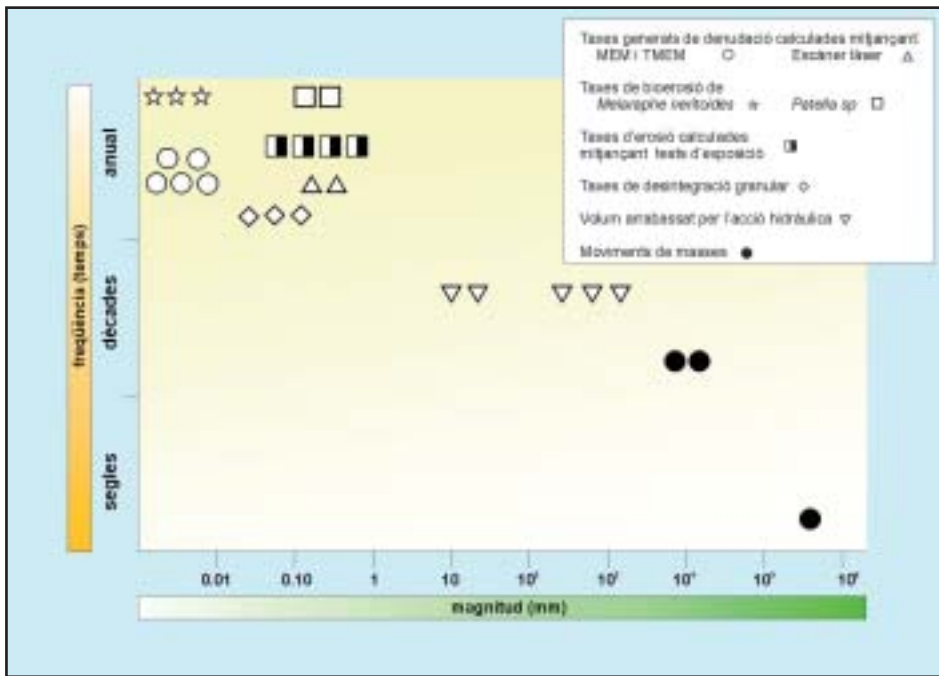 Taxes generals de denudació calculades mitjançant:
MEM i TMEM Escàner làser
Taxes de bioerosió de
Melaraphe neritoides Patella sp
Taxes d'erosió calculades
mitjançant tests d'exposició
Taxes de desintegració granular
Volum arrabassat per l'acció hidràulica
Moviments de masses
freqüència (temps)
anual
dècades
segles
0.01 0.10 1 10
magnitud (mm)